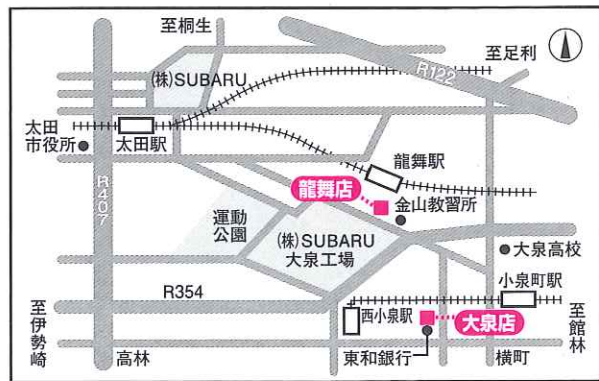 至桐生
至足利
(株)SUBARU
R122
太田
市役所
太田駅
龍舞駅
R407
龍舞店
金山教習所
運動
公園
(株)SUBARU
大泉工場
大泉高校
小泉町駅
R354
至伊勢崎
西小泉駅
大泉店
至館林
高林
東和銀行
横町